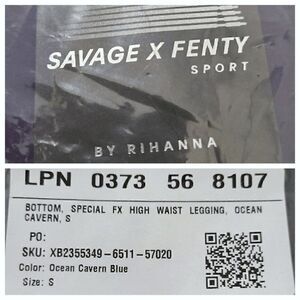 SAVAGE X FENTY
SPORT
BY RIHANNA
LPN 0373 56 8107
BOTTOM, SPECIAL FX HIGH WAIST LEGGING, OCEAN
CAVERN, S
PO:
SKU: XB2355349-6511-57020
Color: Ocean Cavern Blue
Size: S